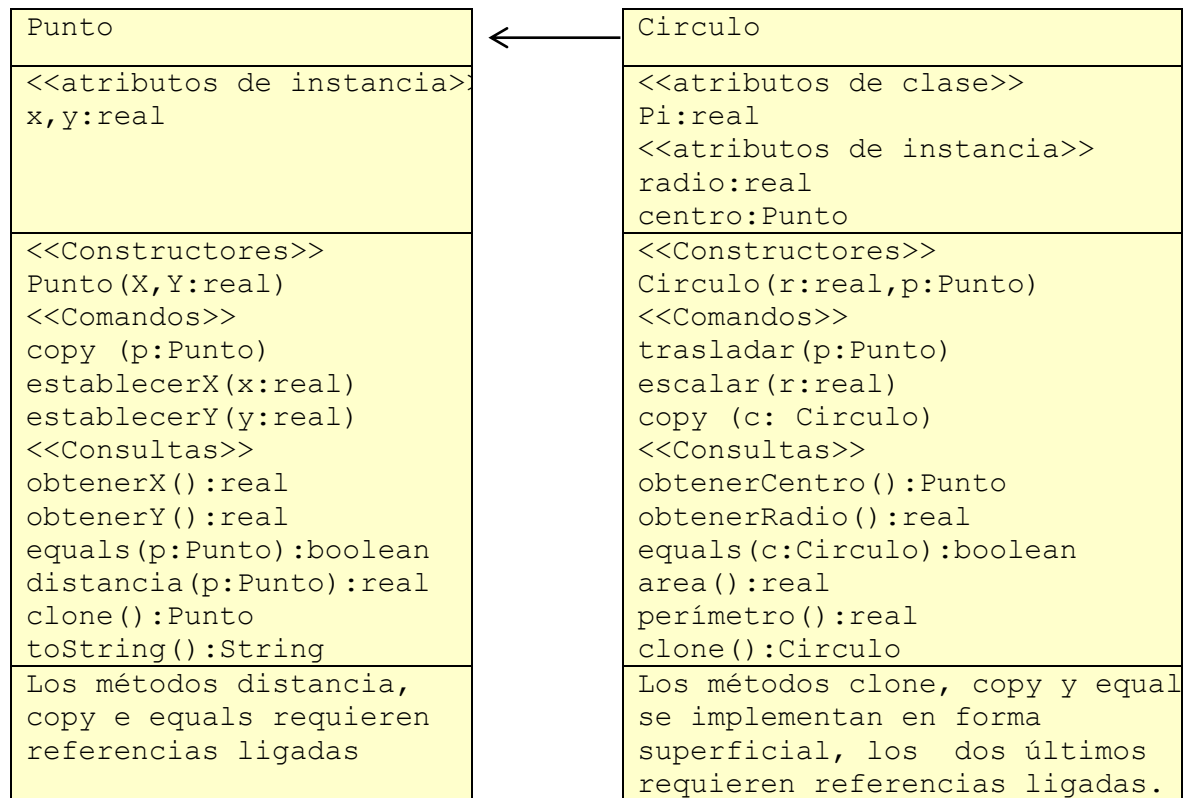 Punto
<<atributos de instancia>>
x,y:real
<<Constructores>>
Punto(X,Y:real)
<<Comandos>>
copy (p:Punto)
establecerX(x:real)
establecerY(y:real)
<<Consultas>>
obtenerX():real
obtenerY():real
equals(p:Punto):boolean
distancia(p:Punto):real
clone():Punto
toString():String
Los métodos distancia,
copy e equals requieren
referencias ligadas
Circulo
<<atributos de clase>>
Pi:real
<<atributos de instancia>>
radio:real
centro:Punto
<<Constructores>>
Circulo(r:real,p:Punto)
<<Comandos>>
trasladar(p:Punto)
escalar(r:real)
copy (c: Circulo)
<<Consultas>>
obtenerCentro():Punto
obtenerRadio():real
equals(c:Circulo):boolean
area():real
perímetro():real
clone():Circulo
Los métodos clone, copy y equal
se implementan en forma
superficial, los dos últimos
requieren referencias ligadas.